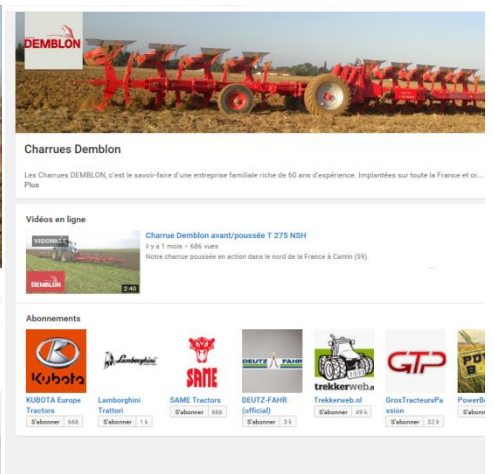 DEMBLON
Charrues Demblon
Les Charrues DEMBLON, c'est le savoir-faire d'une entreprise familiale riche de 60 ans d'expérience. Implantées sur toute la France et or...
Plus
Vidéos en ligne
VISIONNÉE
DEMBLON
2:40
Charrue Demblon avant/poussée T 275 NSH
il y a 1 mois • 686 vues
Notre charrue poussée en action dans le nord de la France à Cantin (59).
Abonnements
Kubota
Lamborghini
SAME
DEUTZ FAHR
trekkerweb.n
GTP
KUBOTA Europe
Tractors
S'abonner 668
Lamborghini
Trattori
S'abonner 1 k
SAME Tractors
S'abonner 866
DEUTZ-FAHR
(official)
S'abonner 3 k
Trekkerweb.nl
S'abonner 49 k
GrosTracteursPa
ssion
S'abonner 32 k
PowerBo
S'abonn